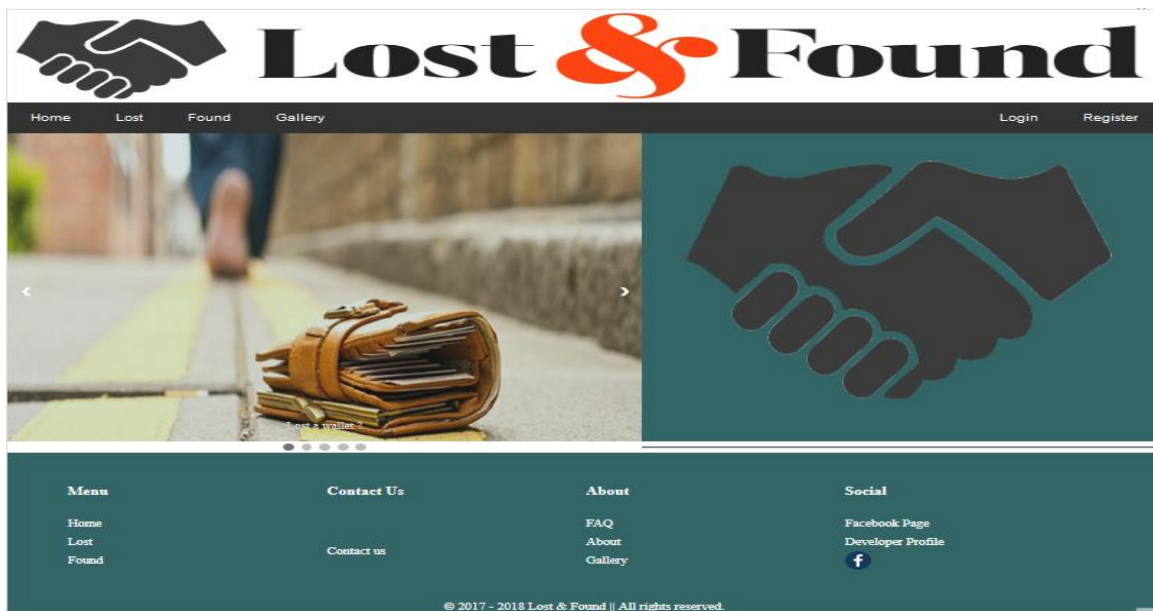 Lost & Found
Home Lost Found Gallery Login Register
Lost a wallet ?
Menu
Home
Lost
Found
Contact Us
Contact us
About
FAQ
About
Gallery
Social
Facebook Page
Developer Profile
f
© 2017 - 2018 Lost & Found || All rights reserved.